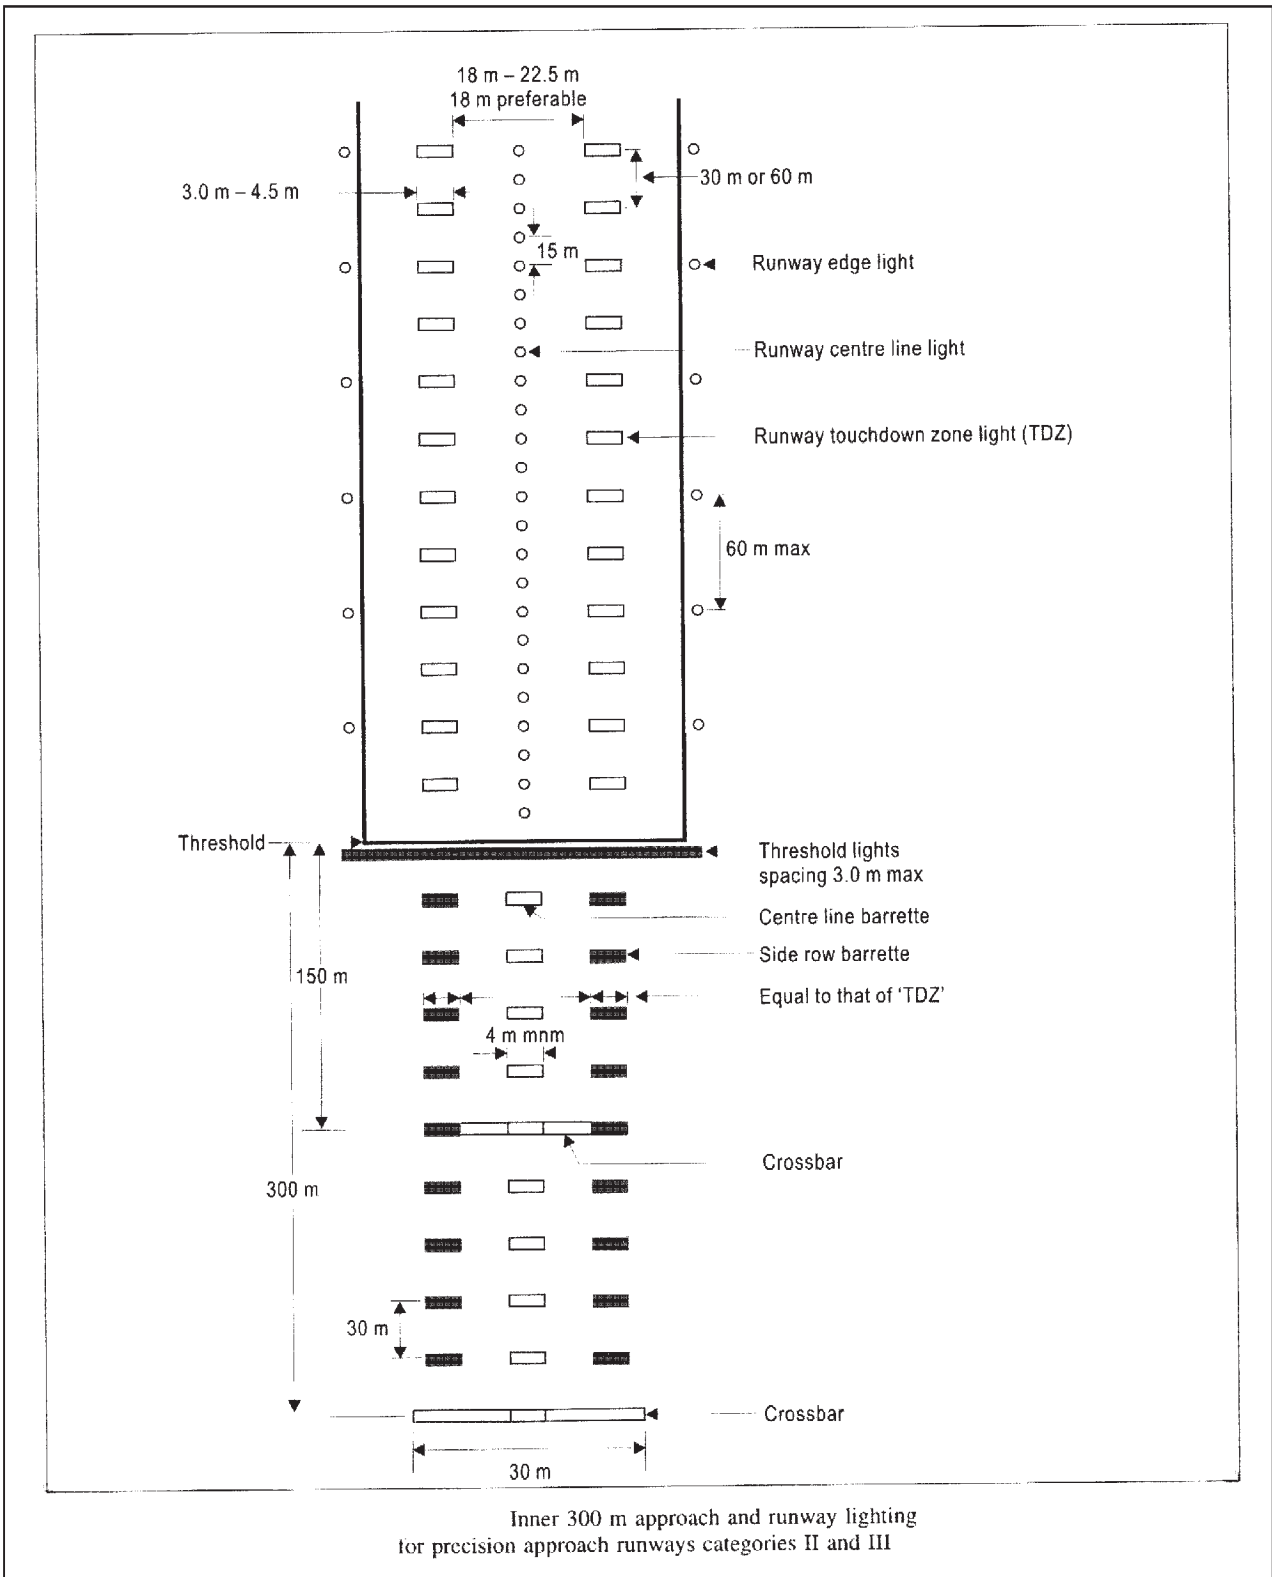 18 m – 22.5 m
18 m preferable
3.0 m – 4.5 m
30 m or 60 m
15 m
Runway edge light
Runway centre line light
Runway touchdown zone light (TDZ)
60 m max
Threshold
Threshold lights
spacing 3.0 m max
Centre line barrette
Side row barrette
150 m
Equal to that of ‘TDZ’
4 m mnm
Crossbar
300 m
30 m
Crossbar
30 m
Inner 300 m approach and runway lighting
for precision approach runways categories II and III